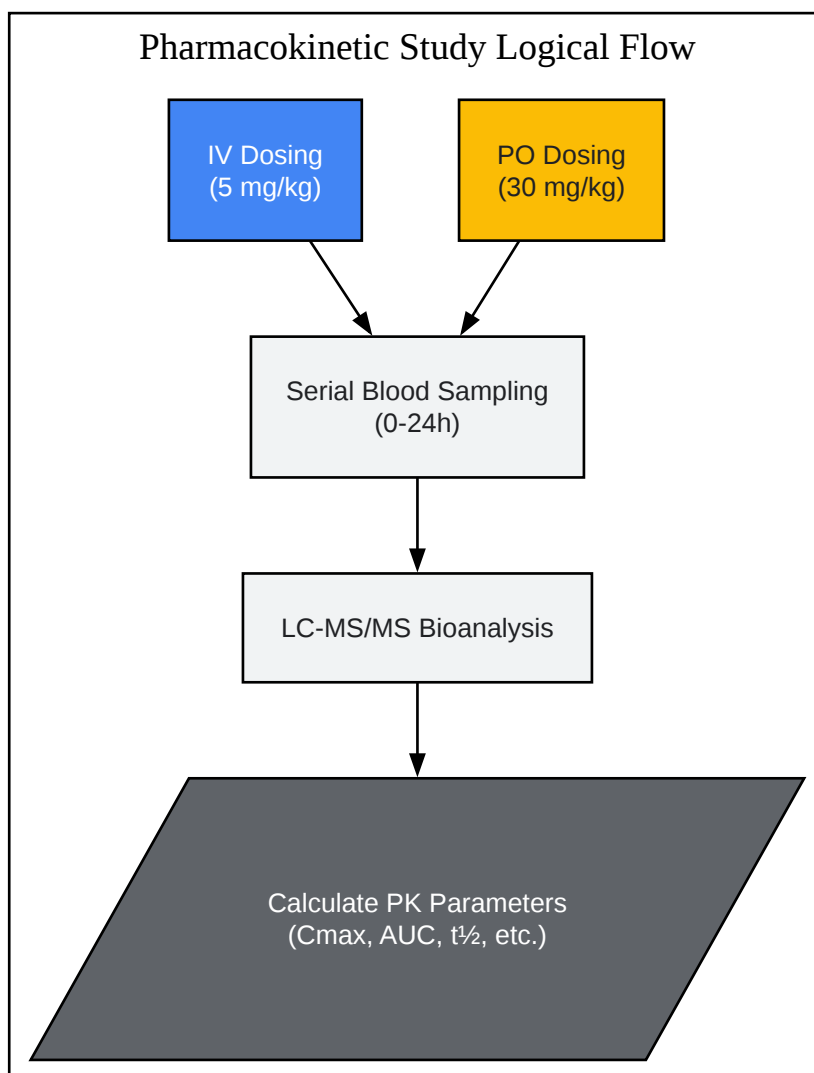 Pharmacokinetic Study Logical Flow
IV Dosing
(5 mg/kg)
PO Dosing
(30 mg/kg)
Serial Blood Sampling
(0-24h)
LC-MS/MS Bioanalysis
Calculate PK Parameters
(Cmax, AUC, t½, etc.)